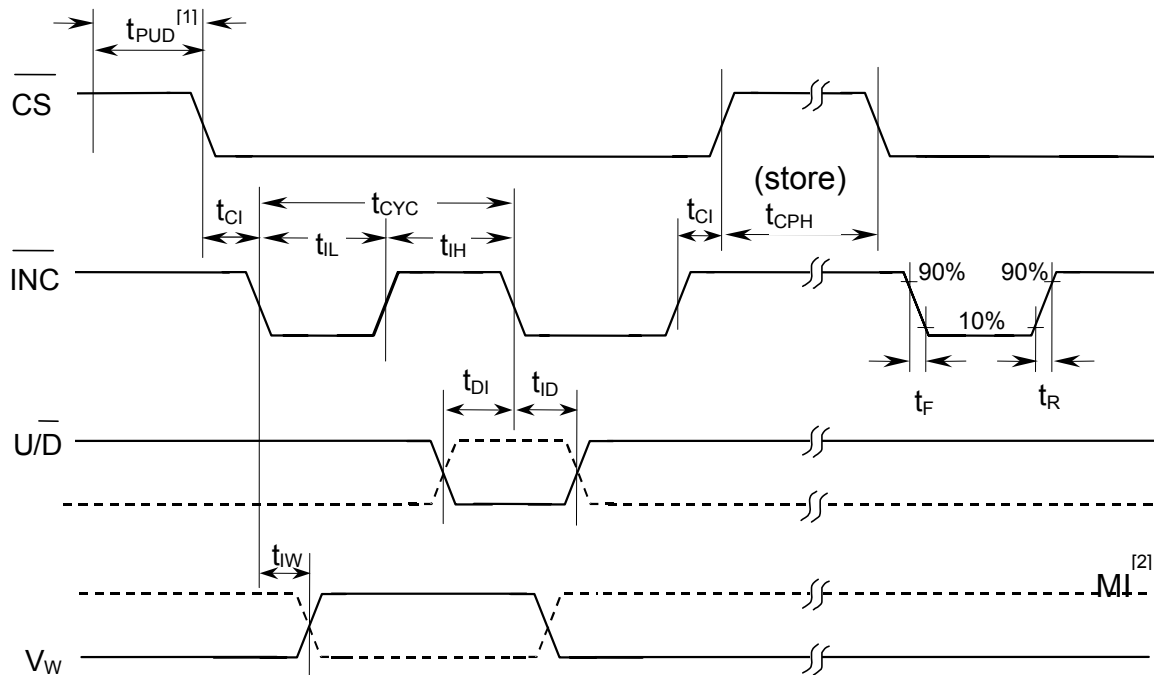 tPUD[1]
CS
(store)
tCI tCYC tCI tCPH
tIL tIH
INC
90% 90%
10%
tDI tID tF tR
U/D
tIW
MI[2]
VW